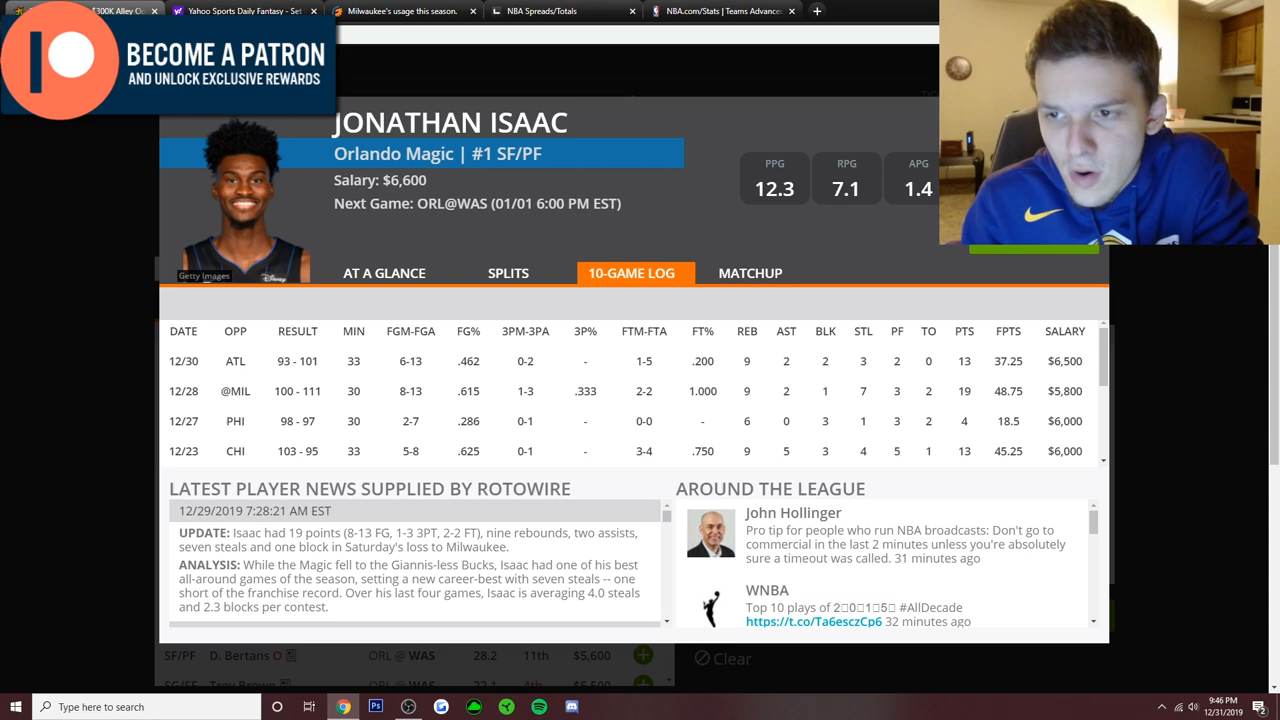 $300K Alley Oo
Yahoo Sports Daily Fantasy - Set
Milwaukee's usage this season.
NBA Spreads/Totals
NBA.com/Stats | Teams Advanc
BECOME A PATRON
AND UNLOCK EXCLUSIVE REWARDS
JONATHAN ISAAC
Orlando Magic | #1 SF/PF
Salary: $6,600
Next Game: ORL@WAS (01/01 6:00 PM EST)
PPG RPG APG
12.3 7.1 1.4
Getty Images
AT A GLANCE SPLITS 10-GAME LOG MATCHUP
DATE OPP RESULT MIN FGM-FGA FG% 3PM-3PA 3P% FTM-FTA FT% REB AST BLK STL PF TO PTS FPTS SALARY
12/30 ATL 93 - 101 33 6-13 .462 0-2 - 1-5 .200 9 2 2 3 2 0 13 37.25 $6,500
12/28 @MIL 100 - 111 30 8-13 .615 1-3 .333 2-2 1.000 9 2 1 7 3 2 19 48.75 $5,800
12/27 PHI 98 - 97 30 2-7 .286 0-1 - 0-0 - 6 0 3 1 3 2 4 18.5 $6,000
12/23 CHI 103 - 95 33 5-8 .625 0-1 - 3-4 .750 9 5 3 4 5 1 13 45.25 $6,000
LATEST PLAYER NEWS SUPPLIED BY ROTOWIRE
12/29/2019 7:28:21 AM EST
UPDATE: Isaac had 19 points (8-13 FG, 1-3 3PT, 2-2 FT), nine rebounds, two assists,
seven steals and one block in Saturday's loss to Milwaukee.
ANALYSIS: While the Magic fell to the Giannis-less Bucks, Isaac had one of his best
all-around games of the season, setting a new career-best with seven steals -- one
short of the franchise record. Over his last four games, Isaac is averaging 4.0 steals
and 2.3 blocks per contest.
AROUND THE LEAGUE
John Hollinger
Pro tip for people who run NBA broadcasts: Don't go to
commercial in the last 2 minutes unless you're absolutely
sure a timeout was called. 31 minutes ago
WNBA
Top 10 plays of 2▯0▯1▯5▯ #AllDecade
https://t.co/Ta6esczCp6 32 minutes ago
SF/PF D. Bertans O ORL @ WAS 28.2 11th $5,600
Clear
Type here to search
9:46 PM
12/31/2019